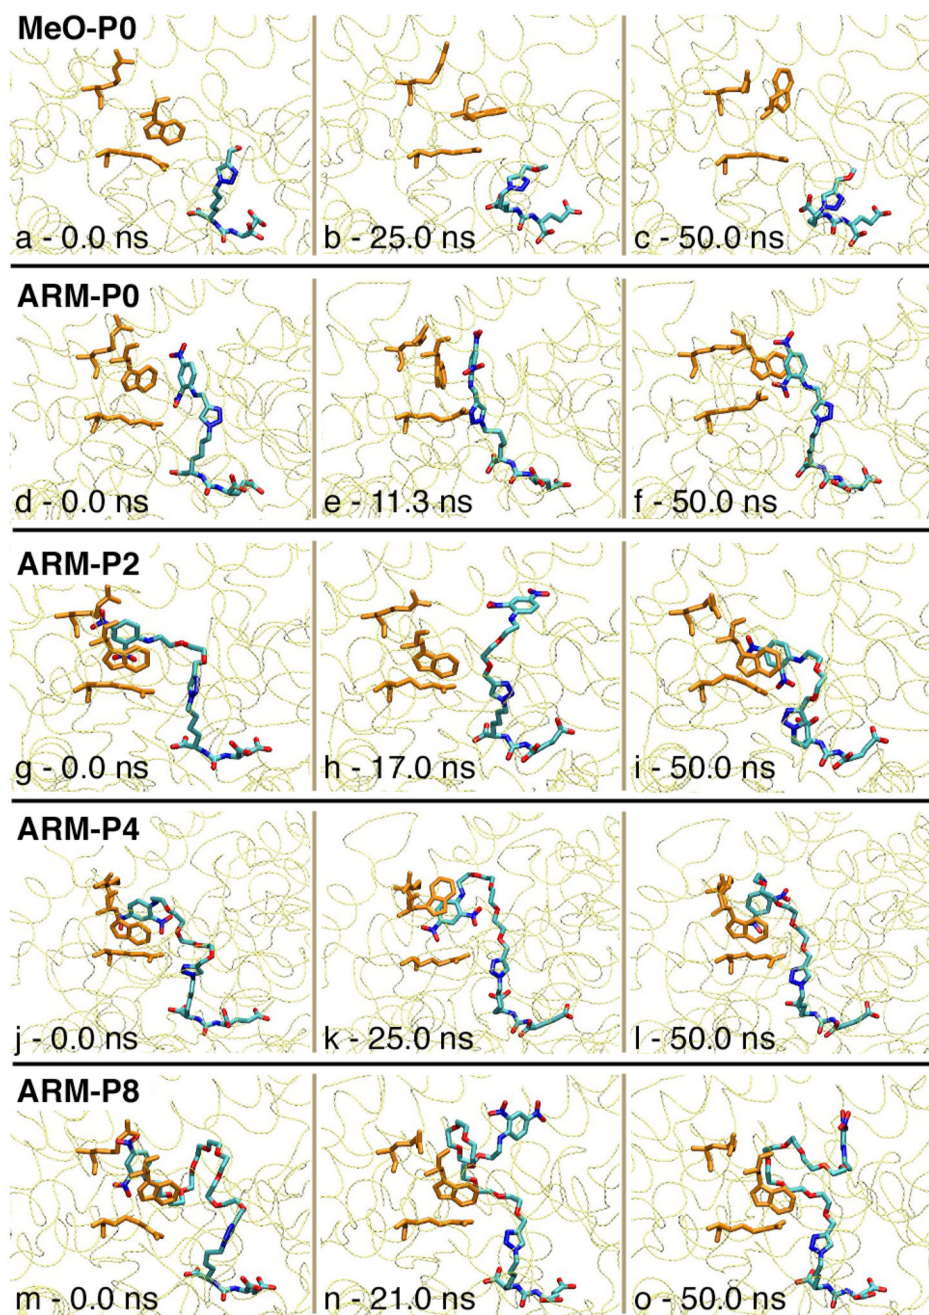 MeO-P0
a - 0.0 ns
b - 25.0 ns
c - 50.0 ns
ARM-P0
d - 0.0 ns
e - 11.3 ns
f - 50.0 ns
ARM-P2
g - 0.0 ns
h - 17.0 ns
i - 50.0 ns
ARM-P4
j - 0.0 ns
k - 25.0 ns
l - 50.0 ns
ARM-P8
m - 0.0 ns
n - 21.0 ns
o - 50.0 ns